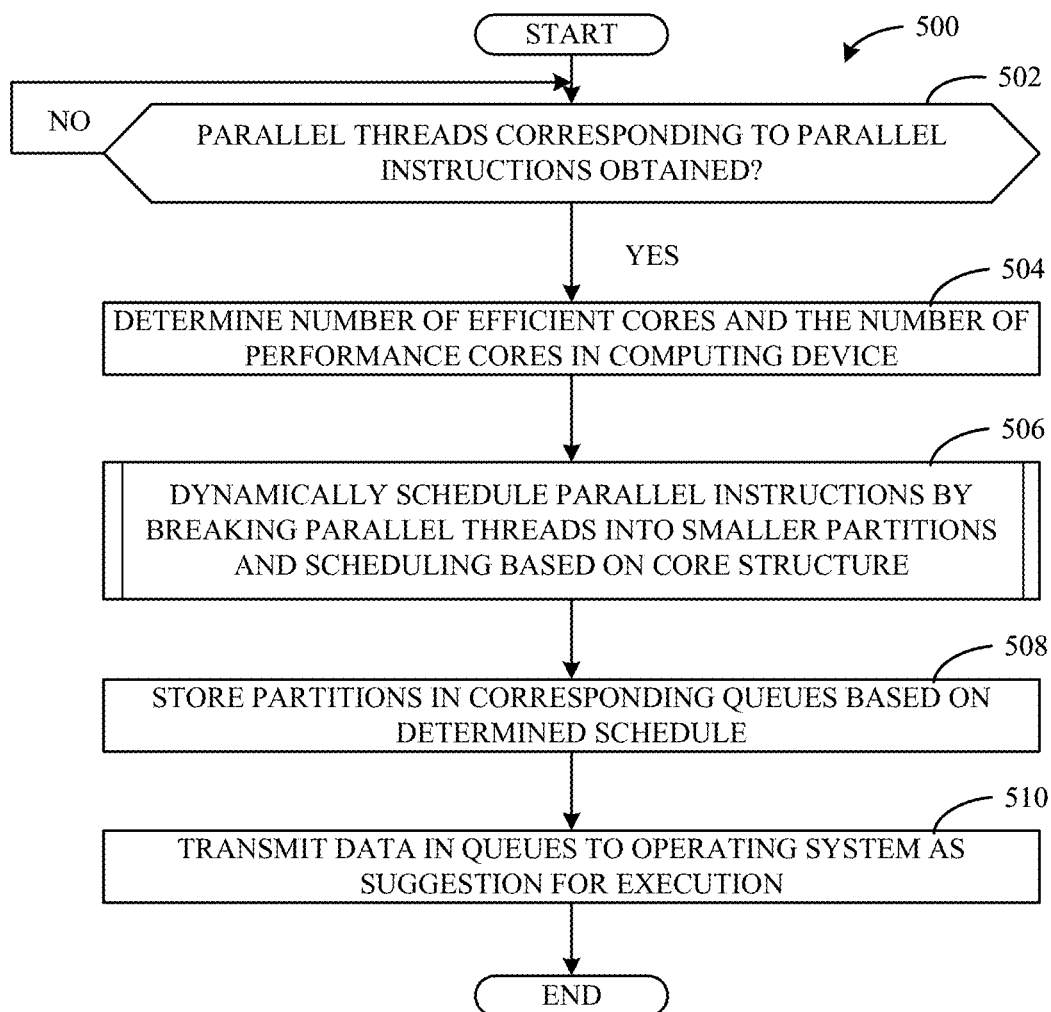 START
500
502
NO
PARALLEL THREADS CORRESPONDING TO PARALLEL
INSTRUCTIONS OBTAINED?
YES
504
DETERMINE NUMBER OF EFFICIENT CORES AND THE NUMBER OF
PERFORMANCE CORES IN COMPUTING DEVICE
506
DYNAMICALLY SCHEDULE PARALLEL INSTRUCTIONS BY
BREAKING PARALLEL THREADS INTO SMALLER PARTITIONS
AND SCHEDULING BASED ON CORE STRUCTURE
508
STORE PARTITIONS IN CORRESPONDING QUEUES BASED ON
DETERMINED SCHEDULE
510
TRANSMIT DATA IN QUEUES TO OPERATING SYSTEM AS
SUGGESTION FOR EXECUTION
END